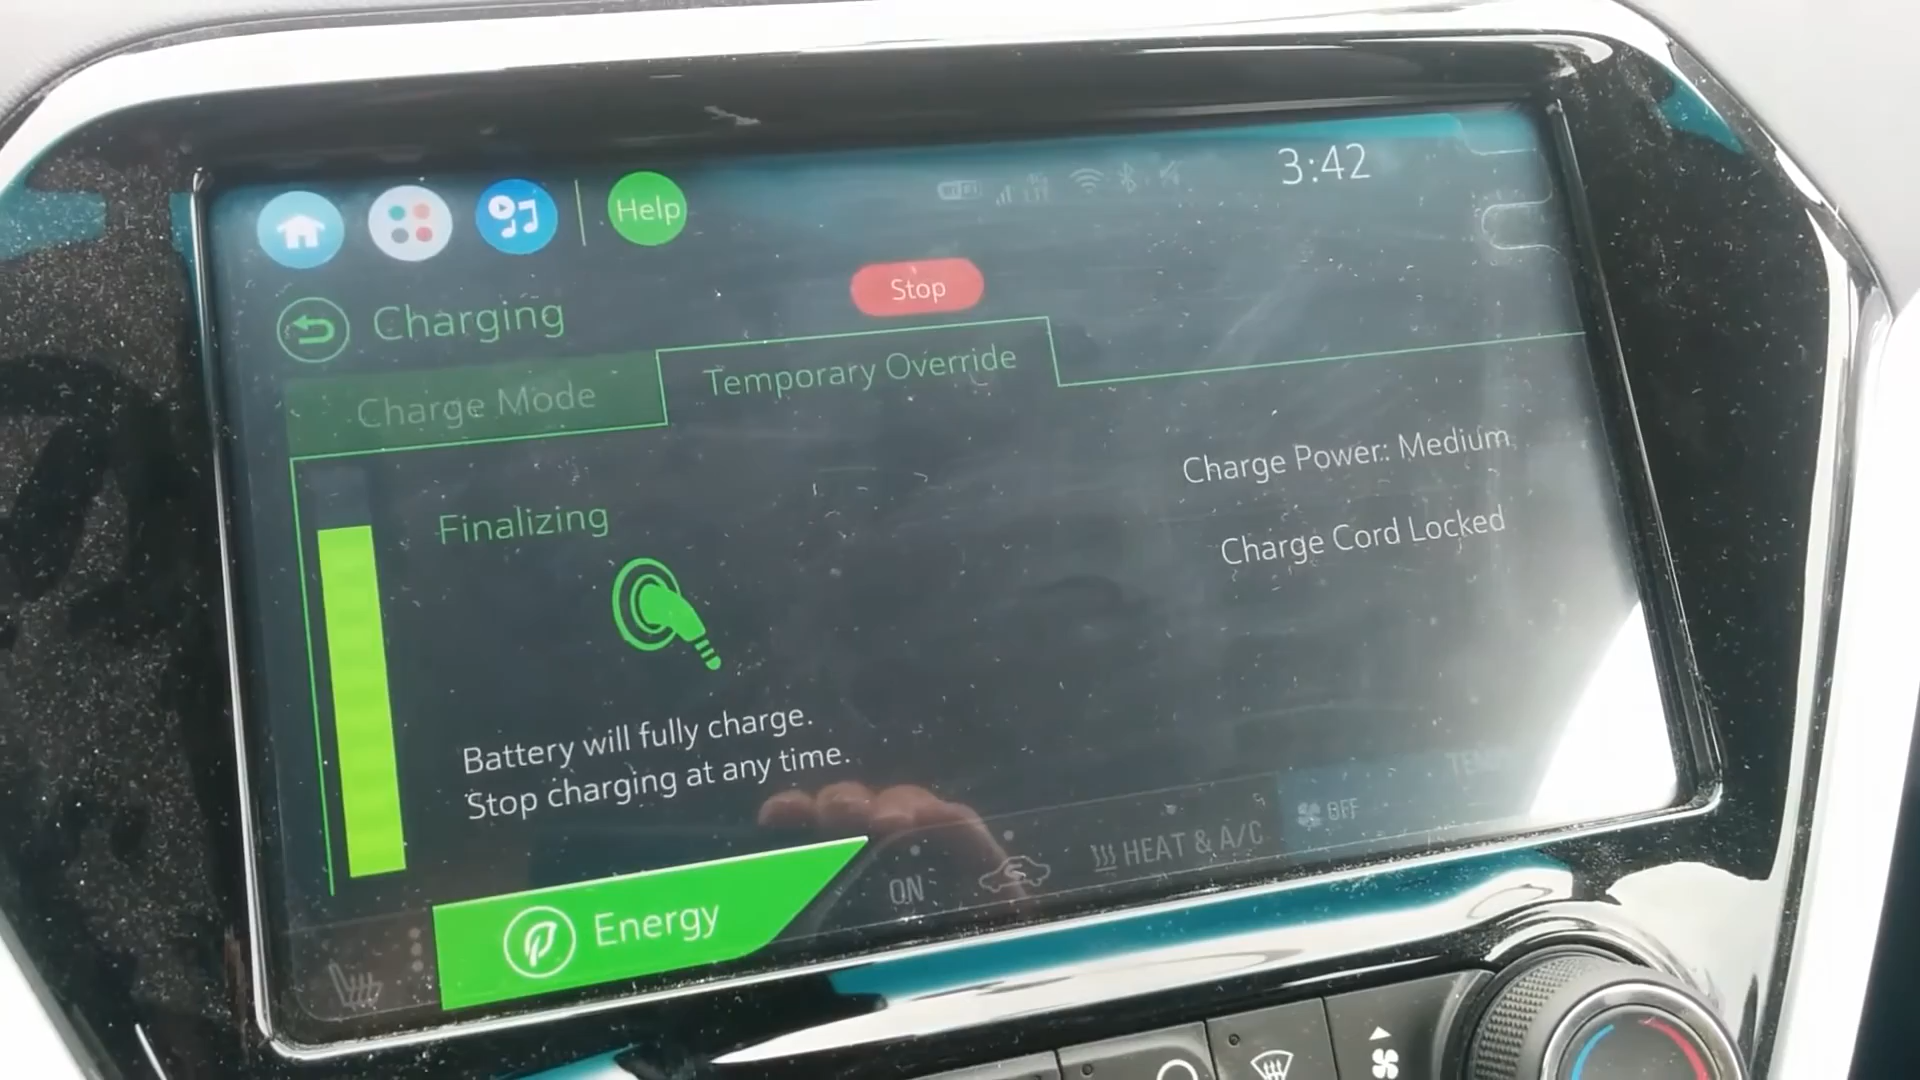 Help
3:42
Charging
Stop
Charge Mode
Temporary Override
Finalizing
Charge Power: Medium
Charge Cord Locked
Battery will fully charge.
Stop charging at any time.
Energy
ON
HEAT & A/C
OFF